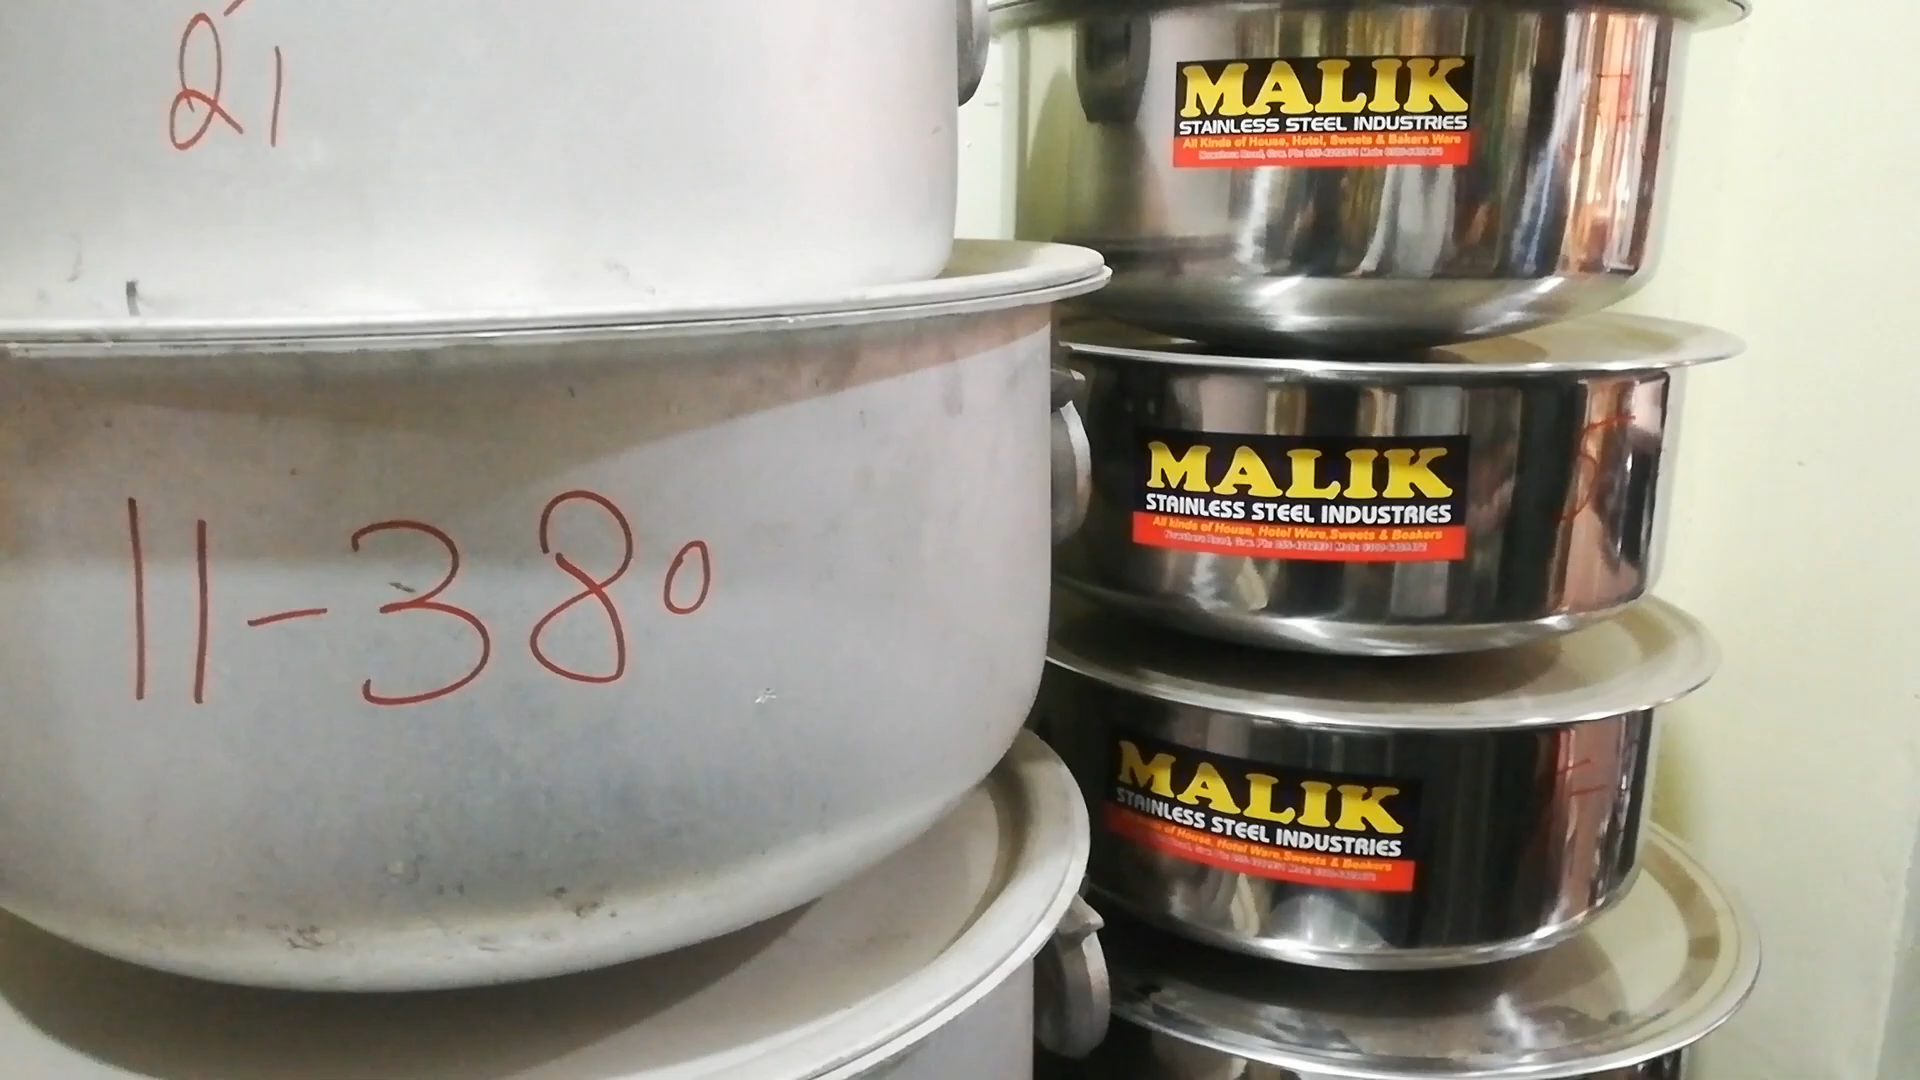 21
11-380
MALIK
STAINLESS STEEL INDUSTRIES
All Kinds of House, Hotel, Sweets & Bakers Ware
MALIK
STAINLESS STEEL INDUSTRIES
All kinds of House, Hotel Ware, Sweets & Beakers
MALIK
STAINLESS STEEL INDUSTRIES
of House, Hotel Ware, Sweets & Beakers